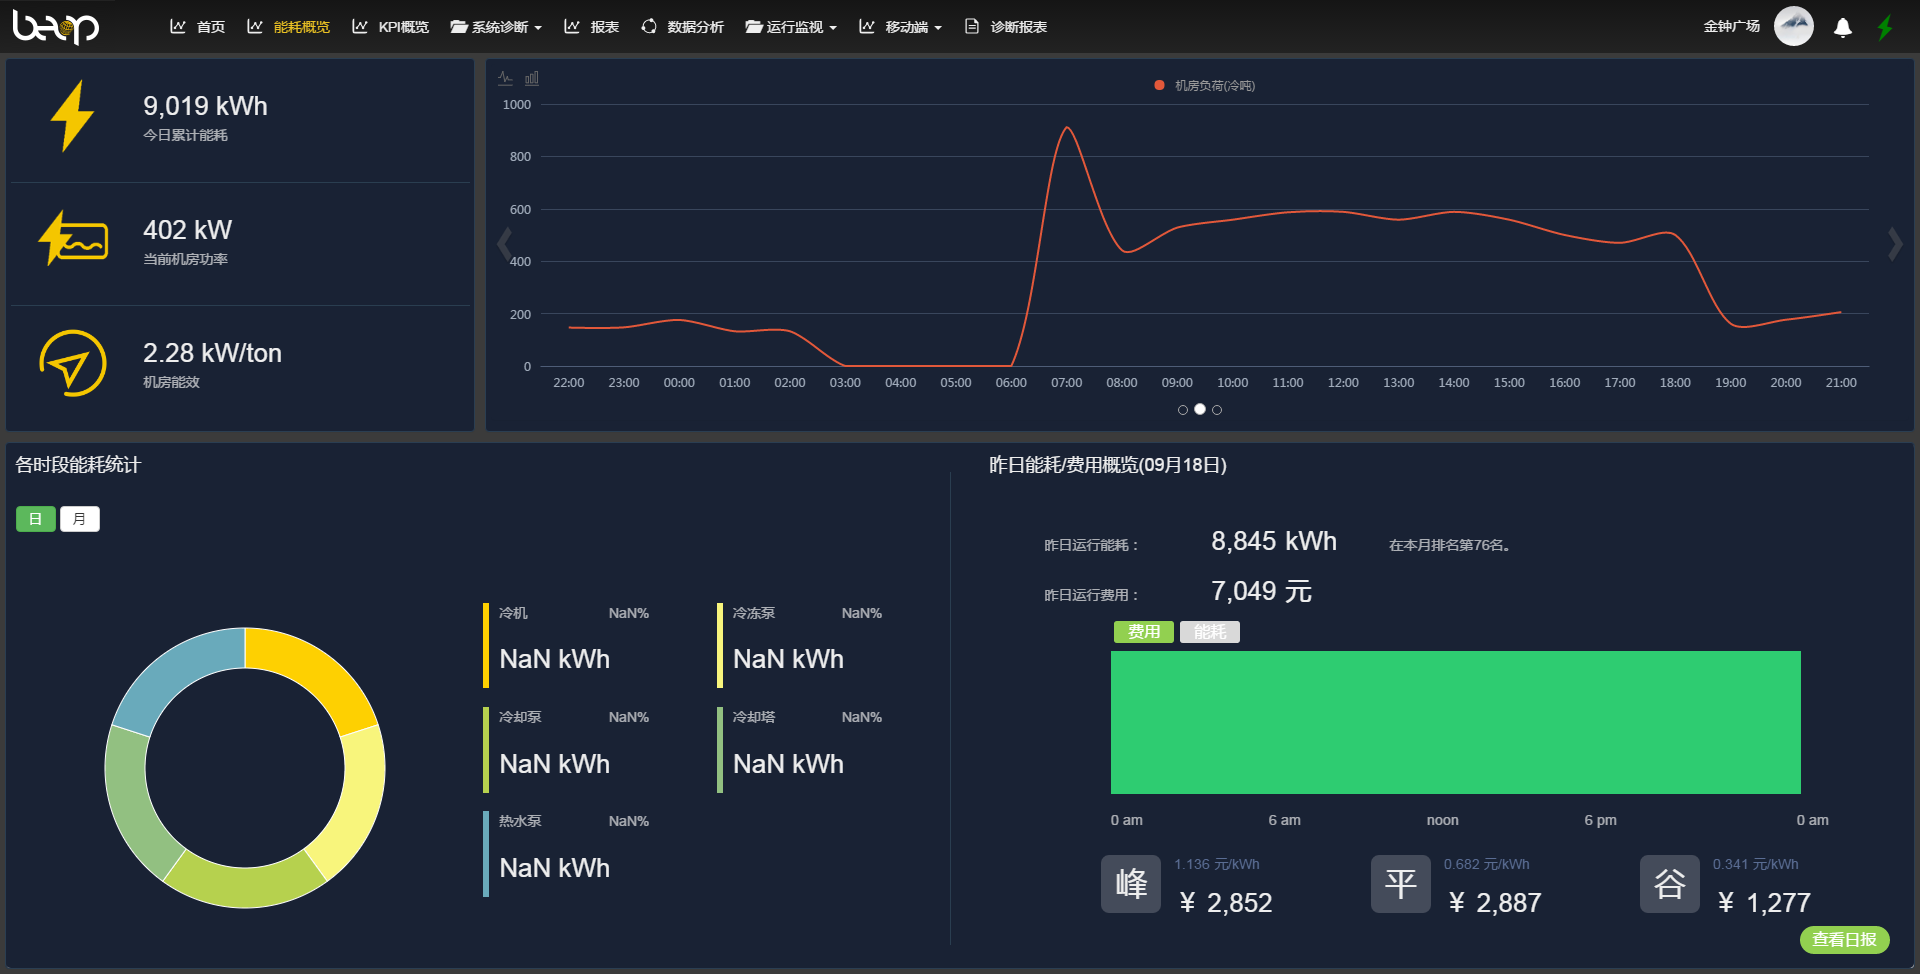 beop
首页 能耗概览 KPI概览 系统诊断 报表 数据分析 运行监视 移动端 诊断报表 金钟广场
9,019 kWh
今日累计能耗
402 kW
当前机房功率
2.28 kW/ton
机房能效
机房负荷(冷吨)
1000
800
600
400
200
0
22:00 23:00 00:00 01:00 02:00 03:00 04:00 05:00 06:00 07:00 08:00 09:00 10:00 11:00 12:00 13:00 14:00 15:00 16:00 17:00 18:00 19:00 20:00 21:00
各时段能耗统计
日 月
冷机 NaN%
NaN kWh
冷冻泵 NaN%
NaN kWh
冷却泵 NaN%
NaN kWh
冷却塔 NaN%
NaN kWh
热水泵 NaN%
NaN kWh
昨日能耗/费用概览(09月18日)
昨日运行能耗： 8,845 kWh 在本月排名第76名。
昨日运行费用： 7,049 元
费用 能耗
0 am 6 am noon 6 pm 0 am
峰 1.136 元/kWh
¥ 2,852
平 0.682 元/kWh
¥ 2,887
谷 0.341 元/kWh
¥ 1,277
查看日报